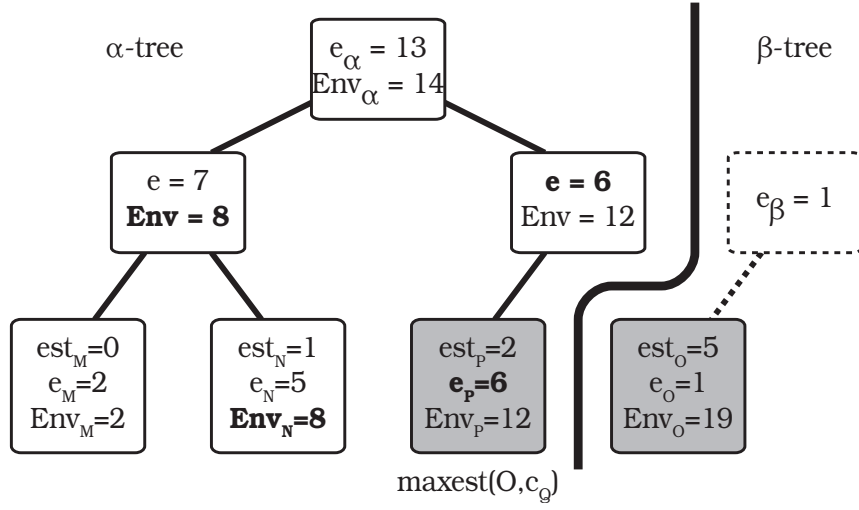 α-tree
β-tree
e_α = 13
Env_α = 14
e = 7
Env = 8
e = 6
Env = 12
e_β = 1
est_M=0
e_M=2
Env_M=2
est_N=1
e_N=5
Env_N=8
est_P=2
e_P=6
Env_P=12
est_O=5
e_O=1
Env_O=19
maxest(O,c_Q)